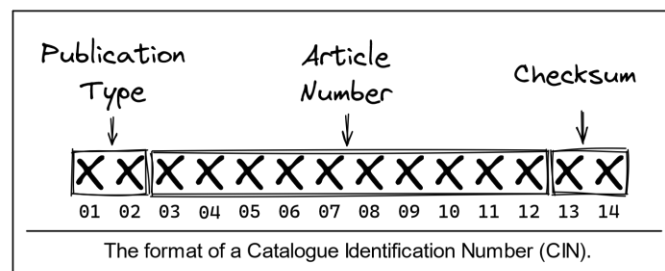 Publication
Type
Article
Number
Checksum
X X X X X X X X X X X X X X
01 02 03 04 05 06 07 08 09 10 11 12 13 14
The format of a Catalogue Identification Number (CIN).